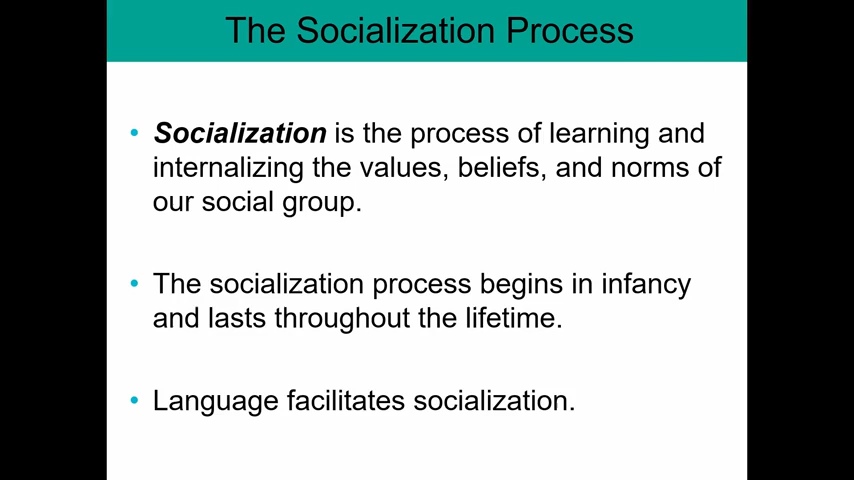 The Socialization Process
• Socialization is the process of learning and
internalizing the values, beliefs, and norms of
our social group.
• The socialization process begins in infancy
and lasts throughout the lifetime.
• Language facilitates socialization.